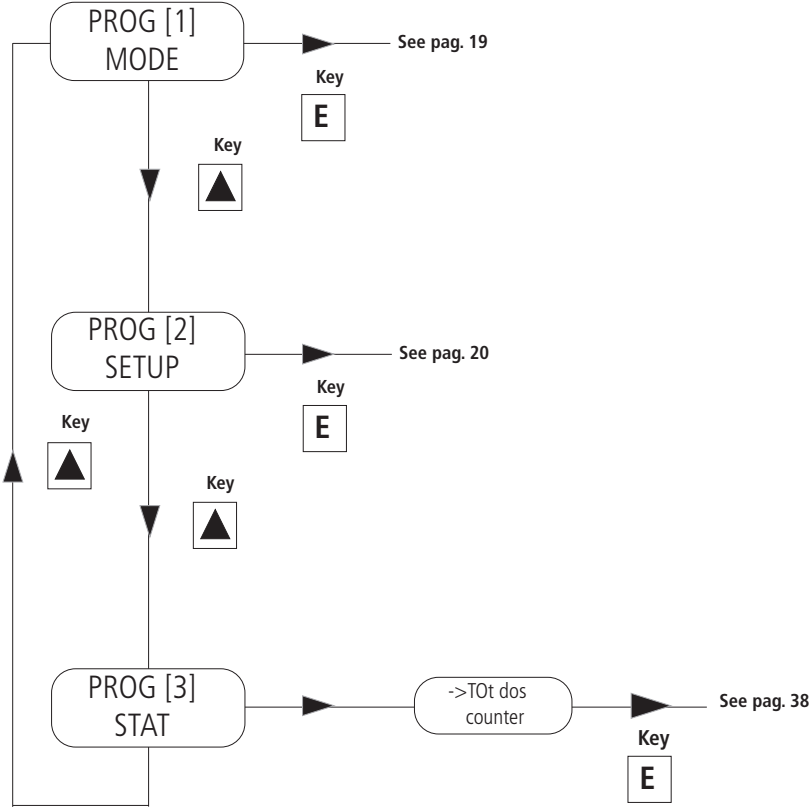 PROG [1]
MODE
See pag. 19
Key
E
Key
PROG [2]
SETUP
See pag. 20
Key
E
Key
Key
PROG [3]
STAT
->TOt dos
counter
See pag. 38
Key
E